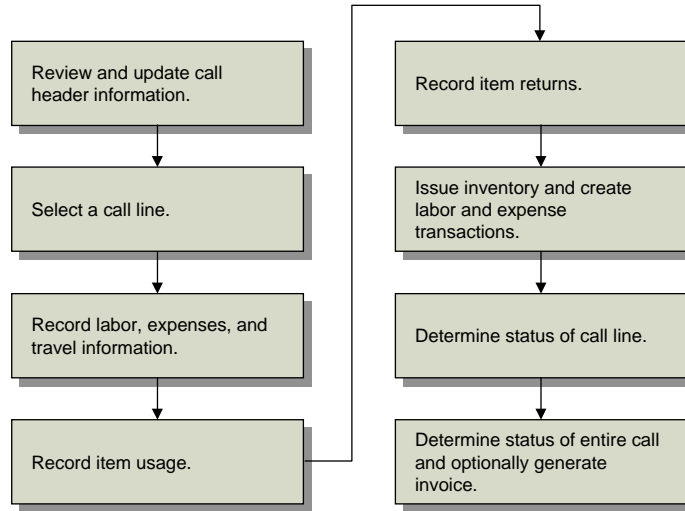 Review and update call
header information.
Select a call line.
Record labor, expenses, and
travel information.
Record item usage.
Record item returns.
Issue inventory and create
labor and expense
transactions.
Determine status of call line.
Determine status of entire call
and optionally generate
invoice.